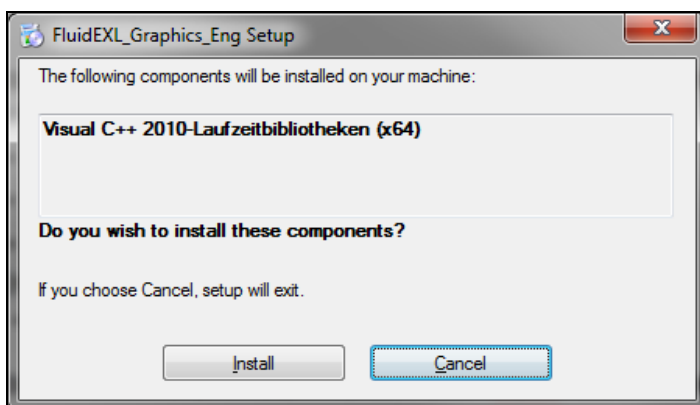 FluidEXL_Graphics_Eng Setup
The following components will be installed on your machine:
Visual C++ 2010-Laufzeitbibliotheken (x64)
Do you wish to install these components?
If you choose Cancel, setup will exit.
Install
Cancel